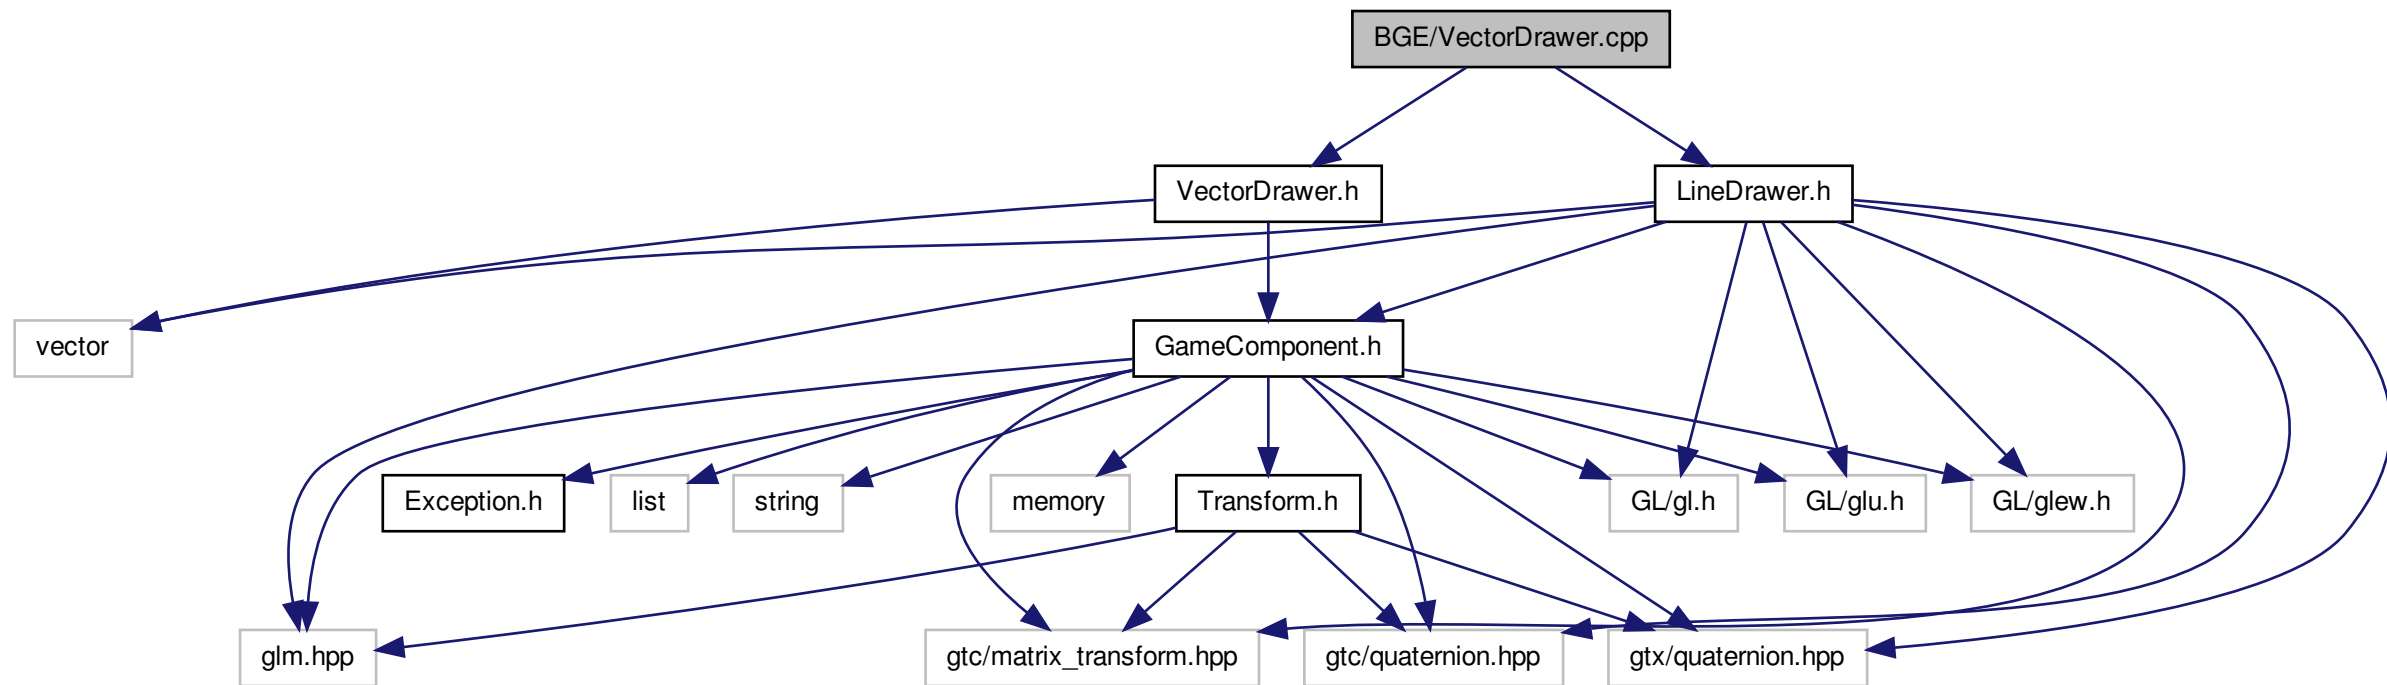 BGE/VectorDrawer.cpp
VectorDrawer.h
LineDrawer.h
vector
GameComponent.h
Exception.h
list
string
memory
Transform.h
GL/gl.h
GL/glu.h
GL/glew.h
glm.hpp
gtc/matrix_transform.hpp
gtc/quaternion.hpp
gtx/quaternion.hpp